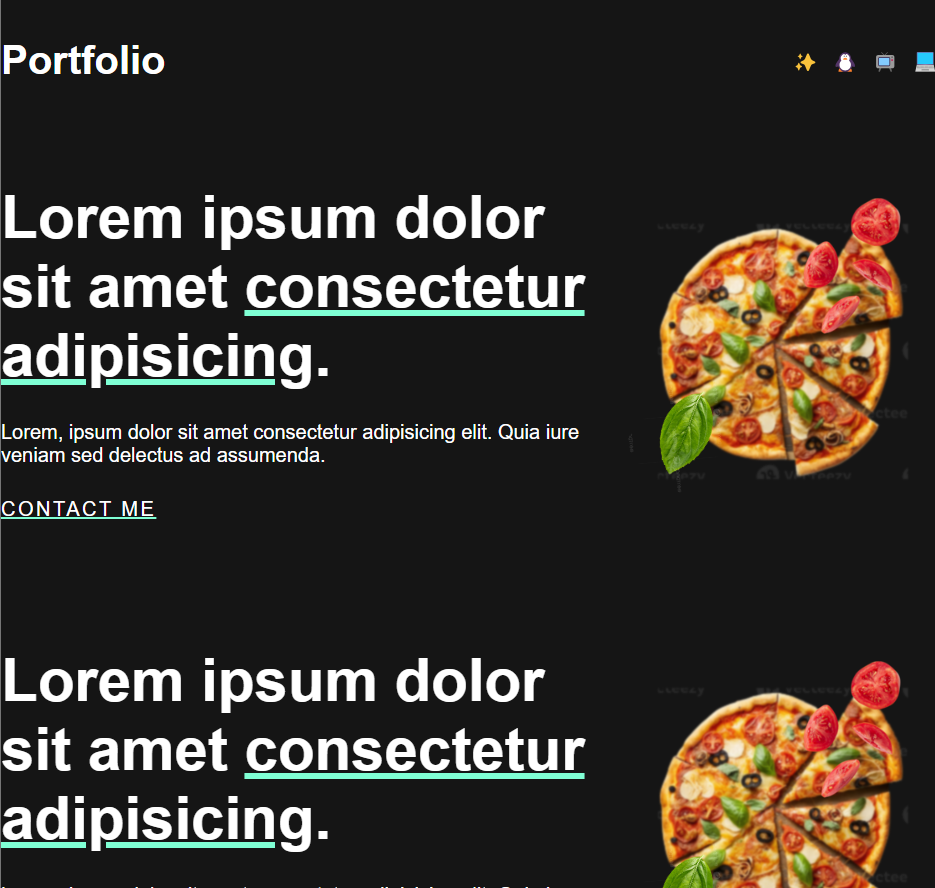 Portfolio
Lorem ipsum dolor
sit amet consectetur
adipisicing.
Lorem, ipsum dolor sit amet consectetur adipisicing elit. Quia iure
veniam sed delectus ad assumenda.
CONTACT ME
Lorem ipsum dolor
sit amet consectetur
adipisicing.